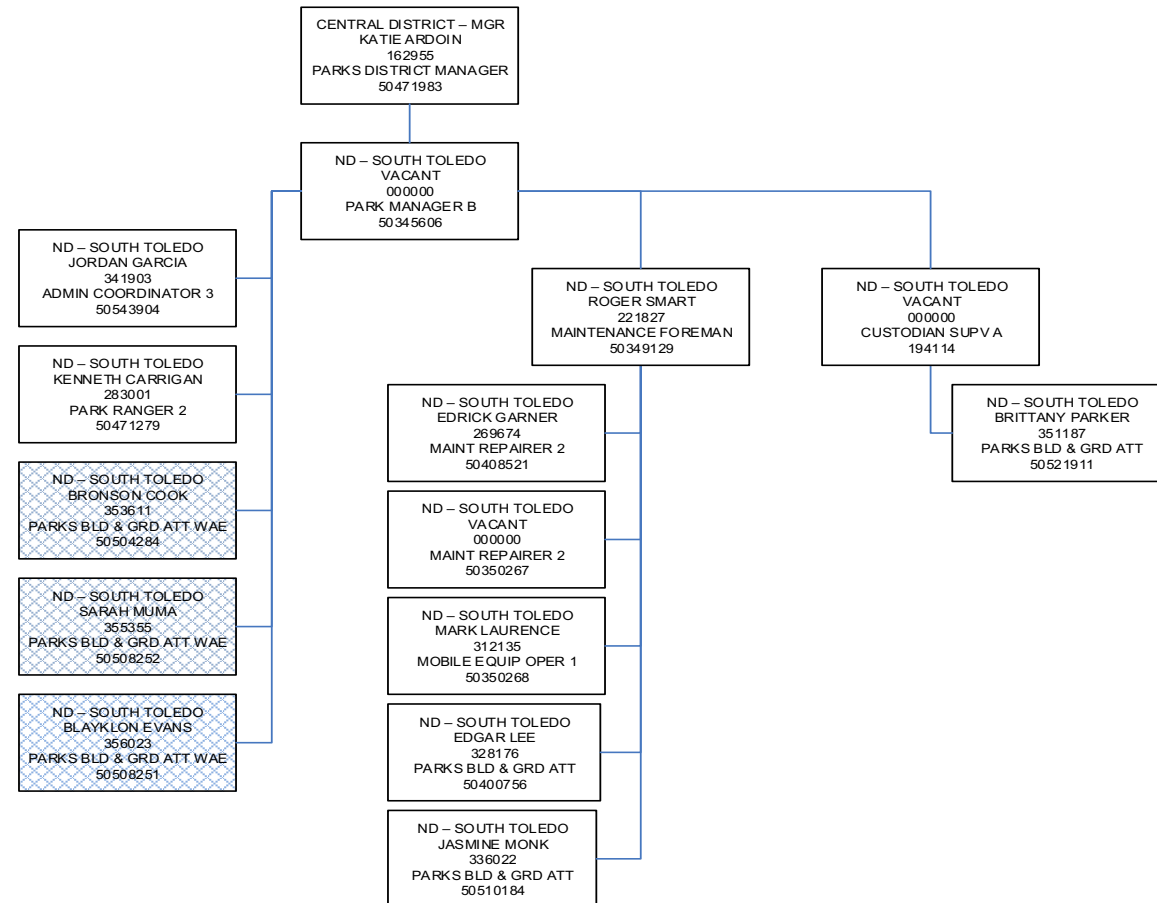 CENTRAL DISTRICT – MGR
KATIE ARDOIN
162955
PARKS DISTRICT MANAGER
50471983
ND – SOUTH TOLEDO
VACANT
000000
PARK MANAGER B
50345606
ND – SOUTH TOLEDO
JORDAN GARCIA
341903
ADMIN COORDINATOR 3
50543904
ND – SOUTH TOLEDO
KENNETH CARRIGAN
283001
PARK RANGER 2
50471279
ND – SOUTH TOLEDO
BRONSON COOK
353611
PARKS BLD & GRD ATT WAE
50504284
ND – SOUTH TOLEDO
SARAH MUMA
355355
PARKS BLD & GRD ATT WAE
50508252
ND – SOUTH TOLEDO
BLAYKLON EVANS
356023
PARKS BLD & GRD ATT WAE
50508251
ND – SOUTH TOLEDO
ROGER SMART
221827
MAINTENANCE FOREMAN
50349129
ND – SOUTH TOLEDO
EDRICK GARNER
269674
MAINT REPAIRER 2
50408521
ND – SOUTH TOLEDO
VACANT
000000
MAINT REPAIRER 2
50350267
ND – SOUTH TOLEDO
MARK LAURENCE
312135
MOBILE EQUIP OPER 1
50350268
ND – SOUTH TOLEDO
EDGAR LEE
328176
PARKS BLD & GRD ATT
50400756
ND – SOUTH TOLEDO
JASMINE MONK
336022
PARKS BLD & GRD ATT
50510184
ND – SOUTH TOLEDO
VACANT
000000
CUSTODIAN SUPV A
194114
ND – SOUTH TOLEDO
BRITTANY PARKER
351187
PARKS BLD & GRD ATT
50521911